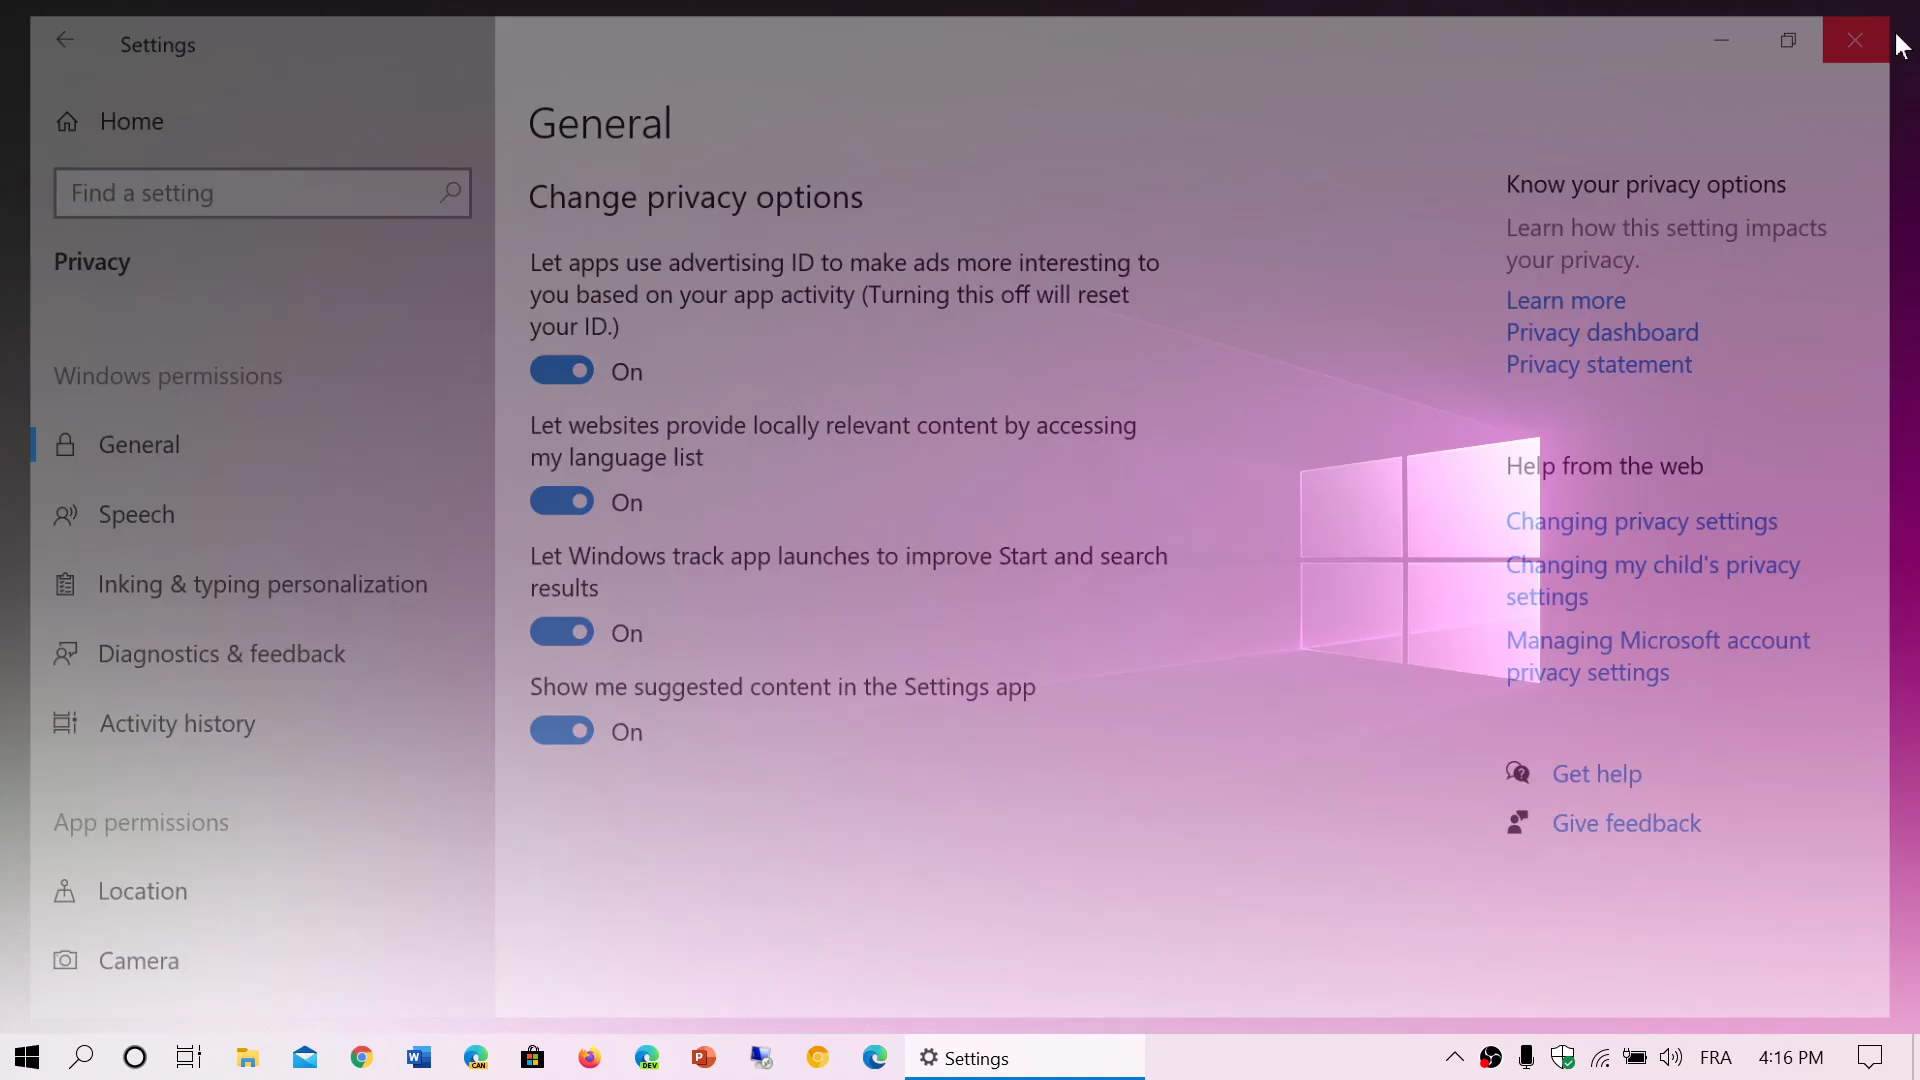 Settings
Home
Find a setting
Privacy
Windows permissions
General
Speech
Inking & typing personalization
Diagnostics & feedback
Activity history
App permissions
Location
Camera
General
Change privacy options
Let apps use advertising ID to make ads more interesting to
you based on your app activity (Turning this off will reset
your ID.)
On
Let websites provide locally relevant content by accessing
my language list
On
Let Windows track app launches to improve Start and search
results
On
Show me suggested content in the Settings app
On
Know your privacy options
Learn how this setting impacts
your privacy.
Learn more
Privacy dashboard
Privacy statement
Help from the web
Changing privacy settings
Changing my child's privacy
settings
Managing Microsoft account
privacy settings
Get help
Give feedback
W
CAN
DEV
P
Settings
FRA
4:16 PM